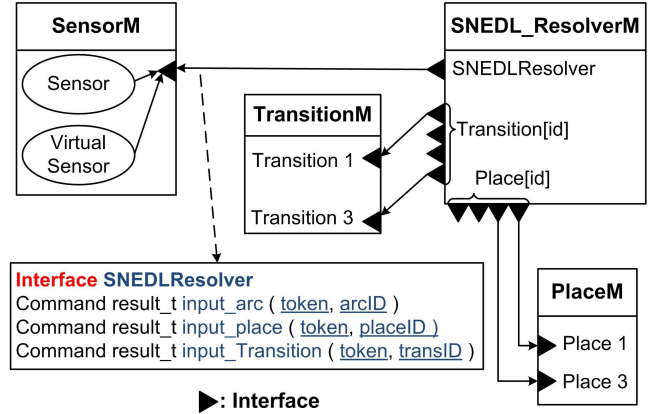 SensorM
Sensor
Virtual
Sensor
SNEDL_ResolverM
SNEDLResolver
Transition[id]
Place[id]
TransitionM
Transition 1
Transition 3
Interface SNEDLResolver
Command result_t input_arc ( token, arcID )
Command result_t input_place ( token, placeID )
Command result_t input_Transition ( token, transID )
PlaceM
Place 1
Place 3
: Interface